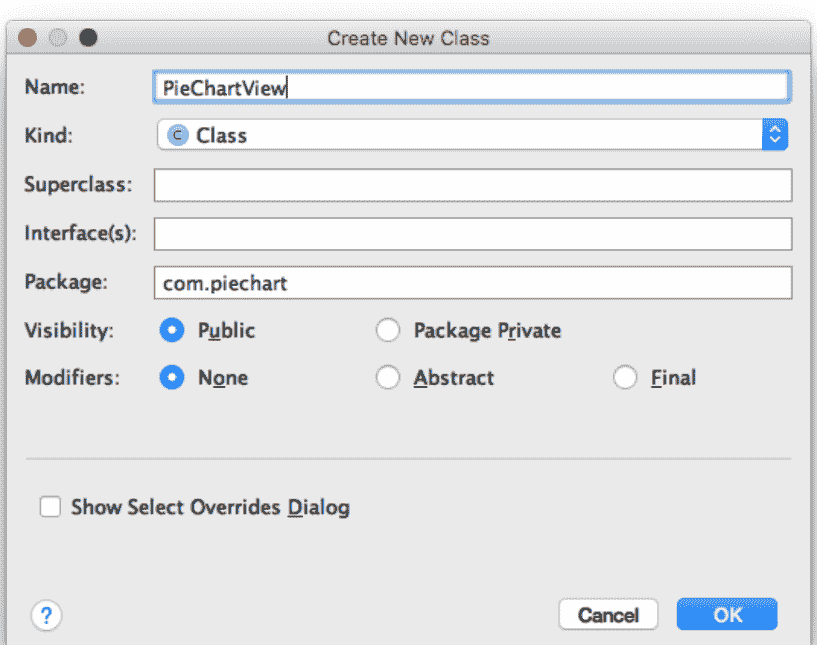 Create New Class
Name: PieChartView
Kind: C Class
Superclass:
Interface(s):
Package: com.piechart
Visibility: Public Package Private
Modifiers: None Abstract Final
Show Select Overrides Dialog
? Cancel OK